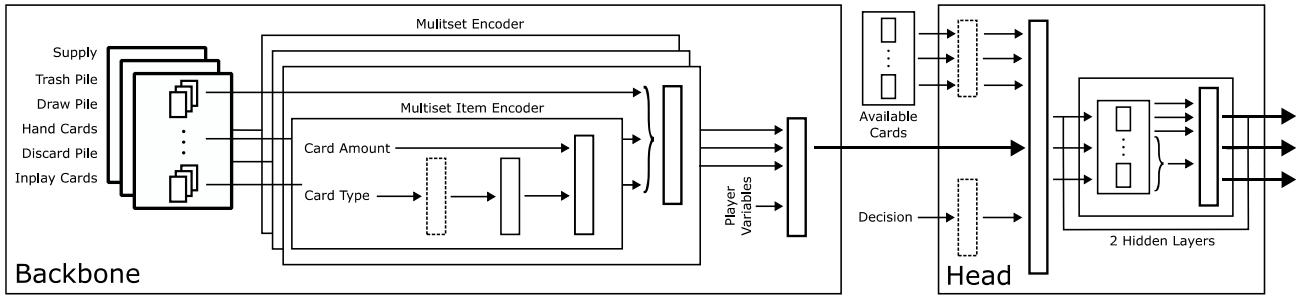 Mulitset Encoder
Supply
Trash Pile
Draw Pile
Hand Cards
Discard Pile
Inplay Cards
Multiset Item Encoder
Card Amount
Card Type
Player
Variables
Backbone
Available
Cards
Decision
2 Hidden Layers
Head